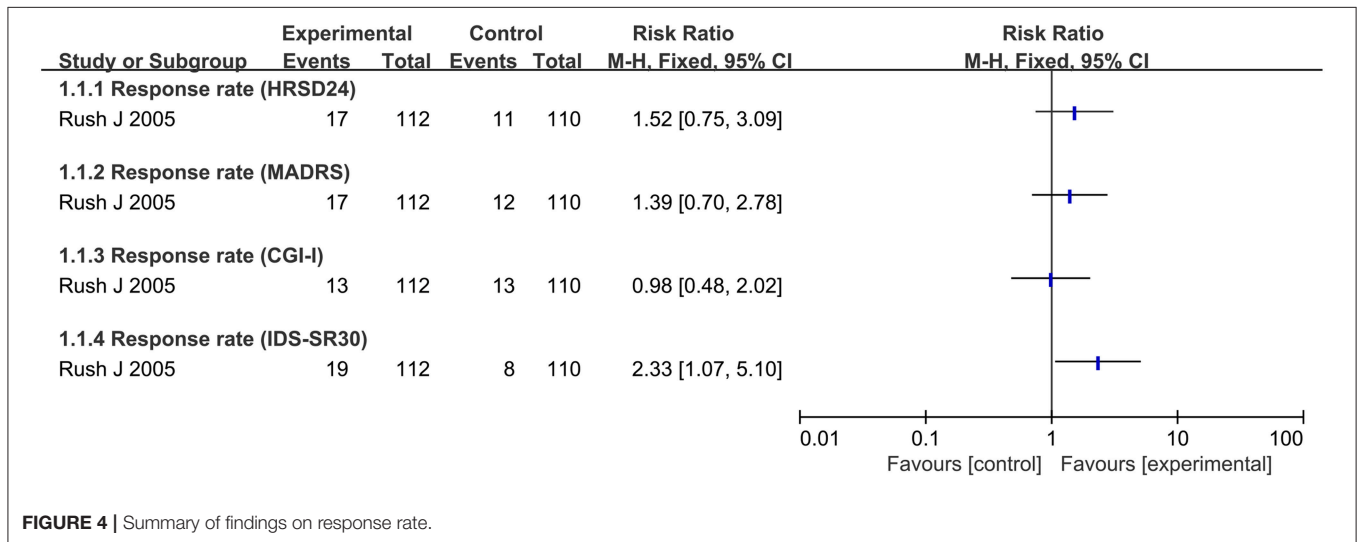 Experimental Control Risk Ratio Risk Ratio
Study or Subgroup Events Total Events Total M-H, Fixed, 95% CI M-H, Fixed, 95% CI
1.1.1 Response rate (HRSD24)
Rush J 2005 17 112 11 110 1.52 [0.75, 3.09]
1.1.2 Response rate (MADRS)
Rush J 2005 17 112 12 110 1.39 [0.70, 2.78]
1.1.3 Response rate (CGI-I)
Rush J 2005 13 112 13 110 0.98 [0.48, 2.02]
1.1.4 Response rate (IDS-SR30)
Rush J 2005 19 112 8 110 2.33 [1.07, 5.10]
0.01 0.1 1 10 100
Favours [control] Favours [experimental]
FIGURE 4 | Summary of findings on response rate.